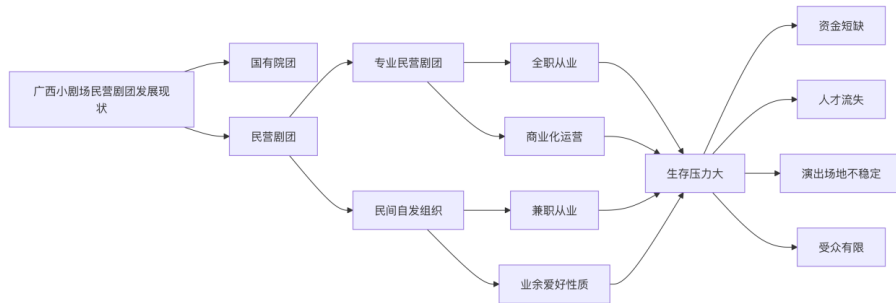 广西小剧场民营剧团发展现
状
国有院团
民营剧团
专业民营剧团
民间自发组织
全职从业
商业化运营
兼职从业
业余爱好性质
生存压力大
资金短缺
人才流失
演出场地不稳定
受众有限